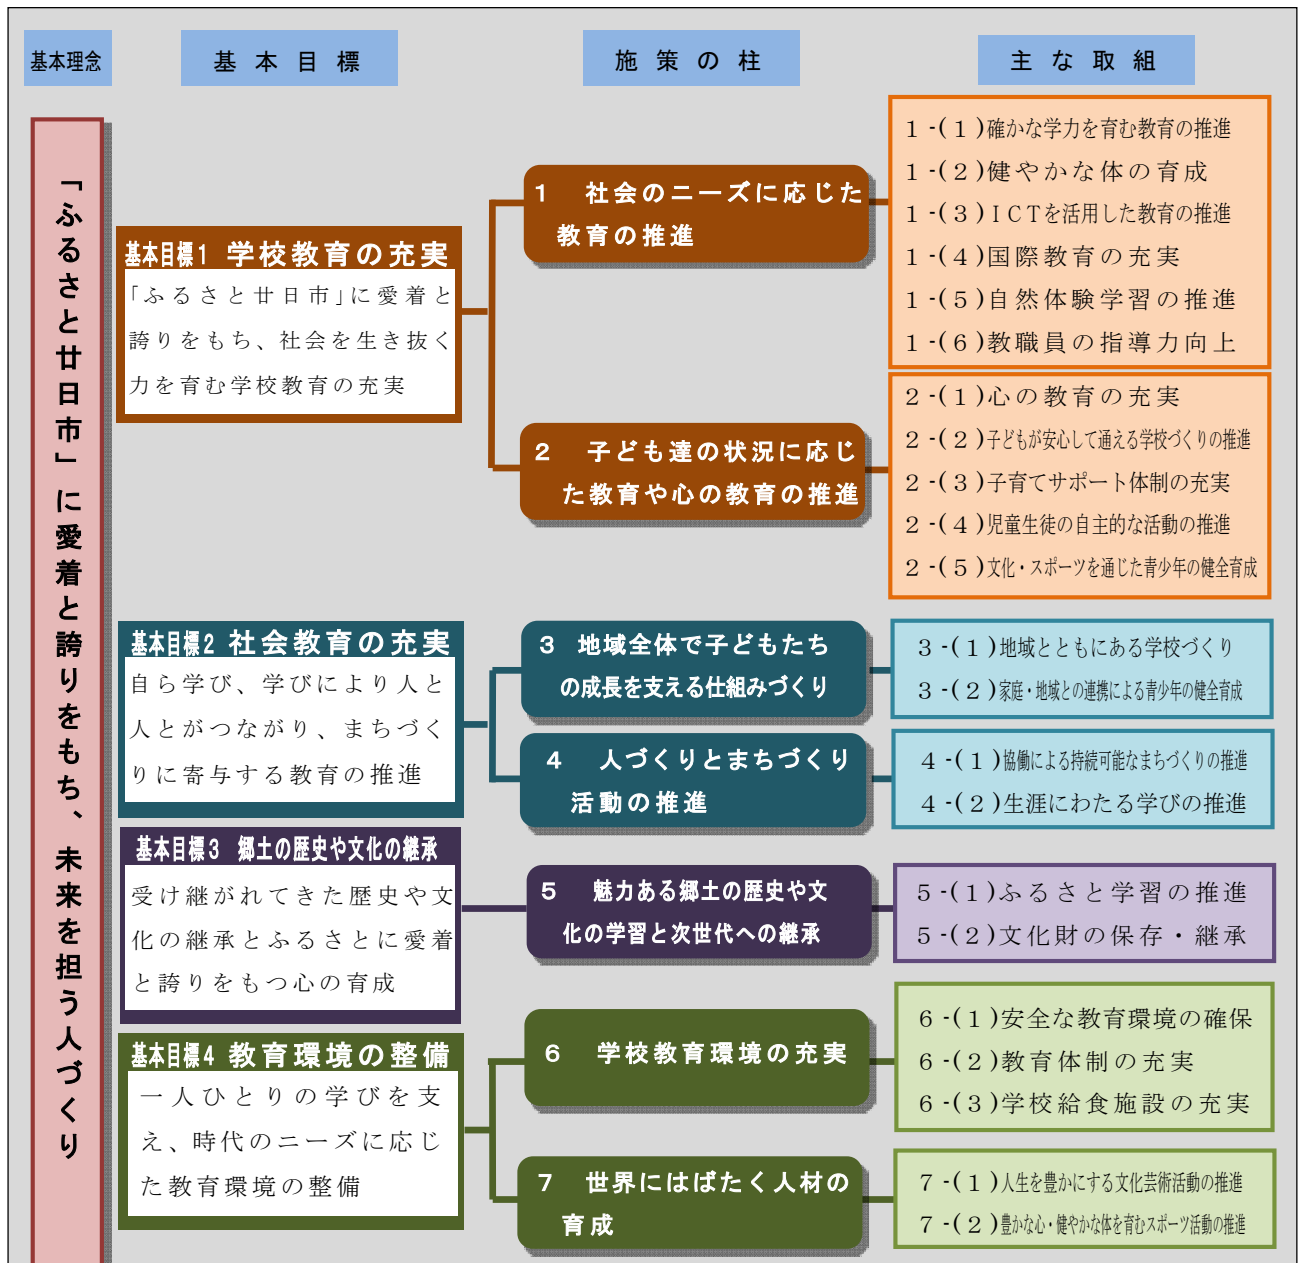 基本理念
基本目標
施策の柱
主な取組
「ふるさと廿日市」に愛着と誇りをもち、未来を担う人づくり
基本目標1 学校教育の充実
「ふるさと廿日市」に愛着と
誇りをもち、社会を生き抜く
力を育む学校教育の充実
1 社会のニーズに応じた
教育の推進
1-(1)確かな学力を育む教育の推進
1-(2)健やかな体の育成
1-(3)ICTを活用した教育の推進
1-(4)国際教育の充実
1-(5)自然体験学習の推進
1-(6)教職員の指導力向上
2 子ども達の状況に応じ
た教育や心の教育の推進
2-(1)心の教育の充実
2-(2)子どもが安心して通える学校づくりの推進
2-(3)子育てサポート体制の充実
2-(4)児童生徒の自主的な活動の推進
2-(5)文化・スポーツを通じた青少年の健全育成
基本目標2 社会教育の充実
自ら学び、学びにより人と
人とがつながり、まちづく
りに寄与する教育の推進
3 地域全体で子どもたち
の成長を支える仕組みづくり
3-(1)地域とともにある学校づくり
3-(2)家庭・地域との連携による青少年の健全育成
4 人づくりとまちづくり
活動の推進
4-(1)協働による持続可能なまちづくりの推進
4-(2)生涯にわたる学びの推進
基本目標3 郷土の歴史や文化の継承
受け継がれてきた歴史や文
化の継承とふるさとに愛着
と誇りをもつ心の育成
5 魅力ある郷土の歴史や文
化の学習と次世代への継承
5-(1)ふるさと学習の推進
5-(2)文化財の保存・継承
基本目標4 教育環境の整備
一人ひとりの学びを支
え、時代のニーズに応じ
た教育環境の整備
6 学校教育環境の充実
6-(1)安全な教育環境の確保
6-(2)教育体制の充実
6-(3)学校給食施設の充実
7 世界にはばたく人材の
育成
7-(1)人生を豊かにする文化芸術活動の推進
7-(2)豊かな心・健やかな体を育むスポーツ活動の推進